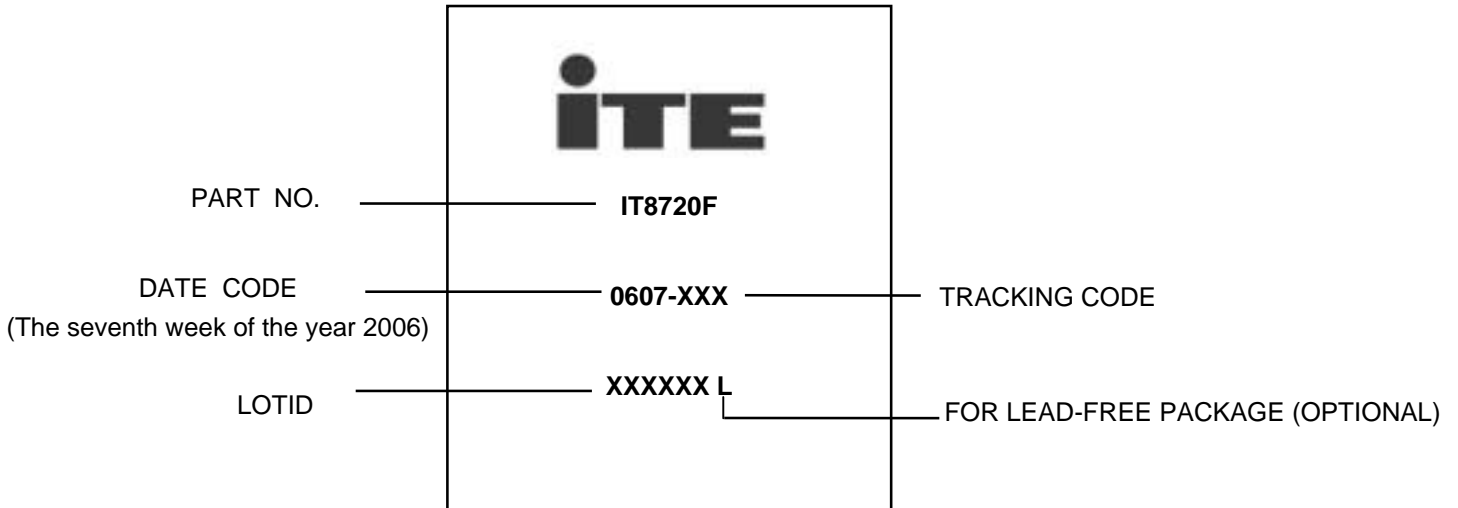 iTE
PART NO. IT8720F
DATE CODE 0607-XXX TRACKING CODE
(The seventh week of the year 2006)
LOTID XXXXXX L
FOR LEAD-FREE PACKAGE (OPTIONAL)